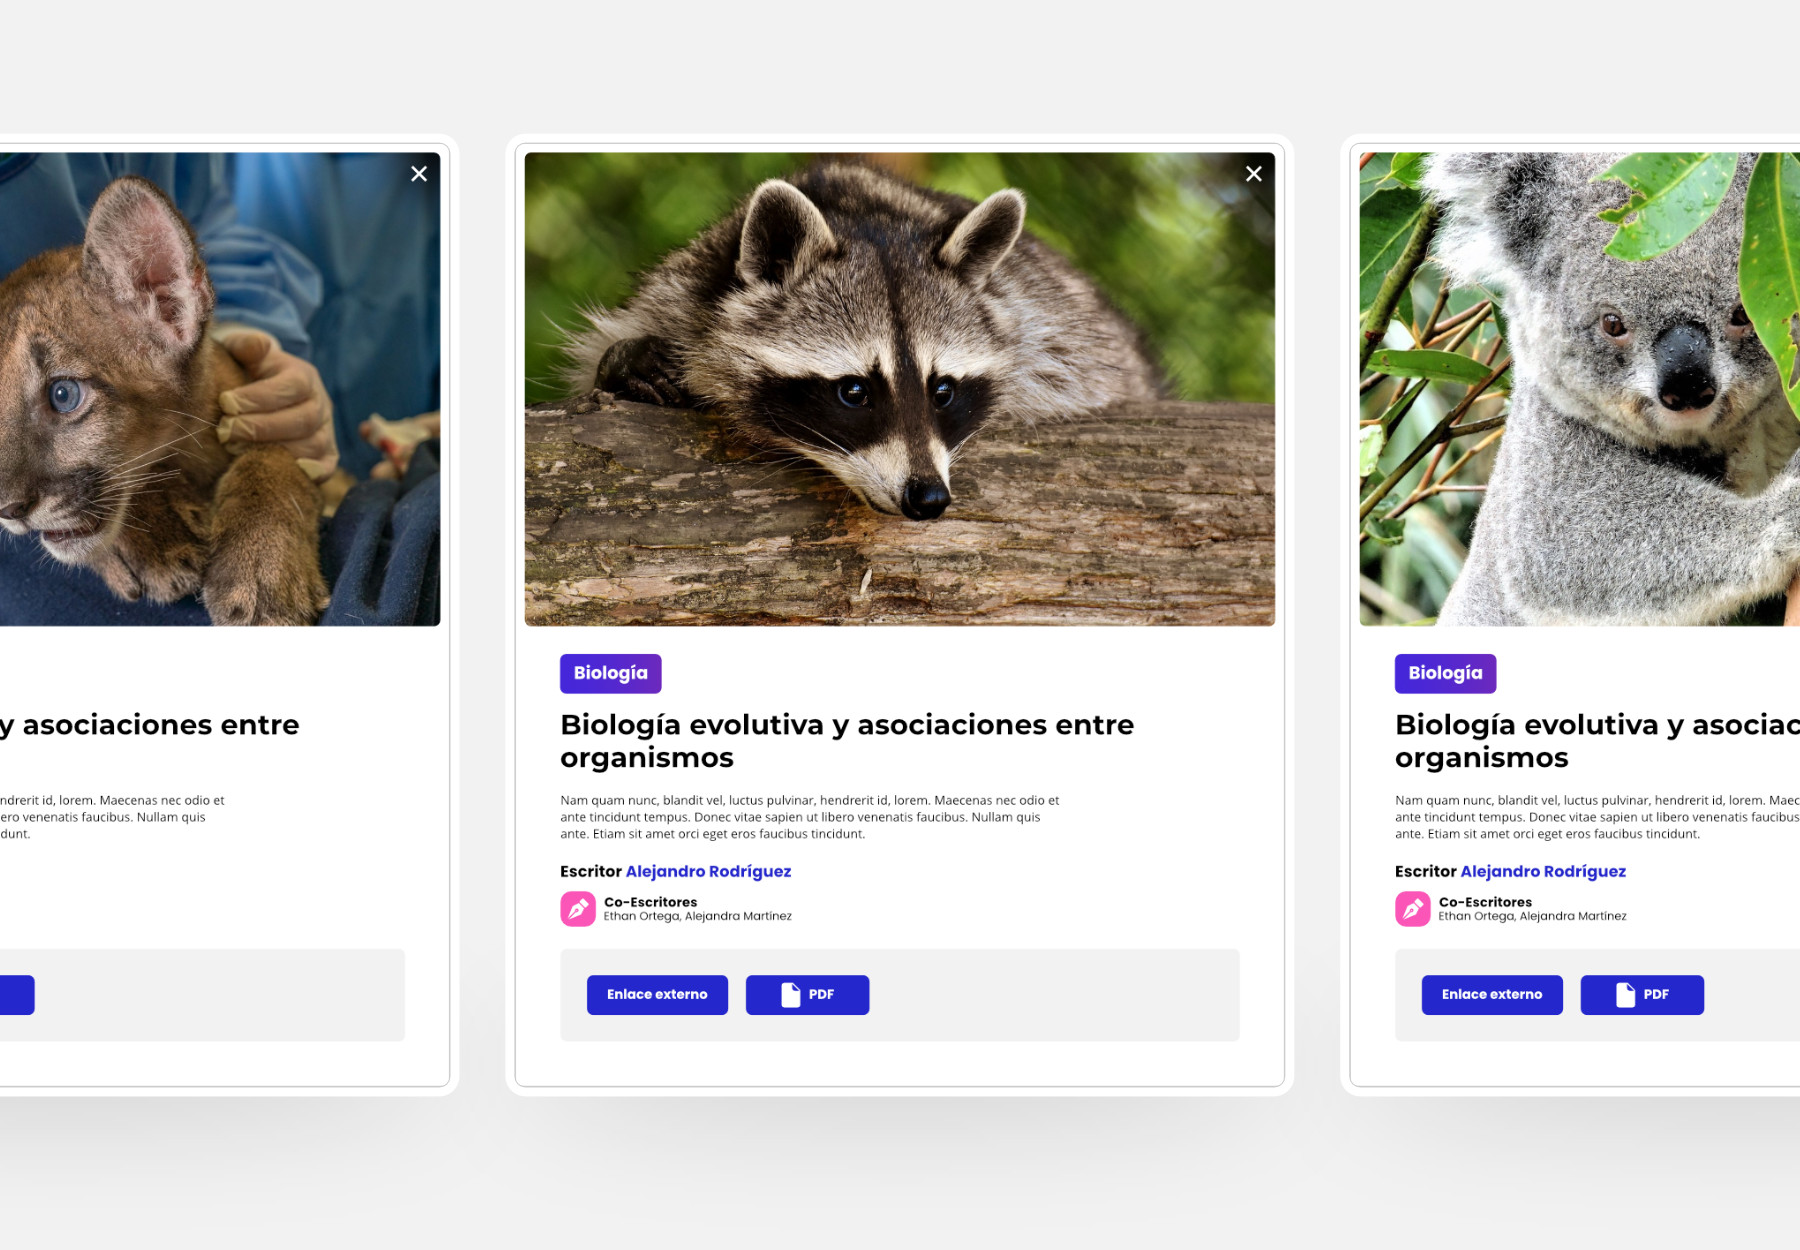 y asociaciones entre
ndrerit id, lorem. Maecenas nec odio et
ero venenatis faucibus. Nullam quis
dunt.
Biología
Biología evolutiva y asociaciones entre
organismos
Nam quam nunc, blandit vel, luctus pulvinar, hendrerit id, lorem. Maecenas nec odio et
ante tincidunt tempus. Donec vitae sapien ut libero venenatis faucibus. Nullam quis
ante. Etiam sit amet orci eget eros faucibus tincidunt.
Escritor Alejandro Rodríguez
Co-Escritores
Ethan Ortega, Alejandra Martínez
Enlace externo
PDF
Biología
Biología evolutiva y asociac
organismos
Nam quam nunc, blandit vel, luctus pulvinar, hendrerit id, lorem. Maec
ante tincidunt tempus. Donec vitae sapien ut libero venenatis faucibus
ante. Etiam sit amet orci eget eros faucibus tincidunt.
Escritor Alejandro Rodríguez
Co-Escritores
Ethan Ortega, Alejandra Martínez
Enlace externo
PDF